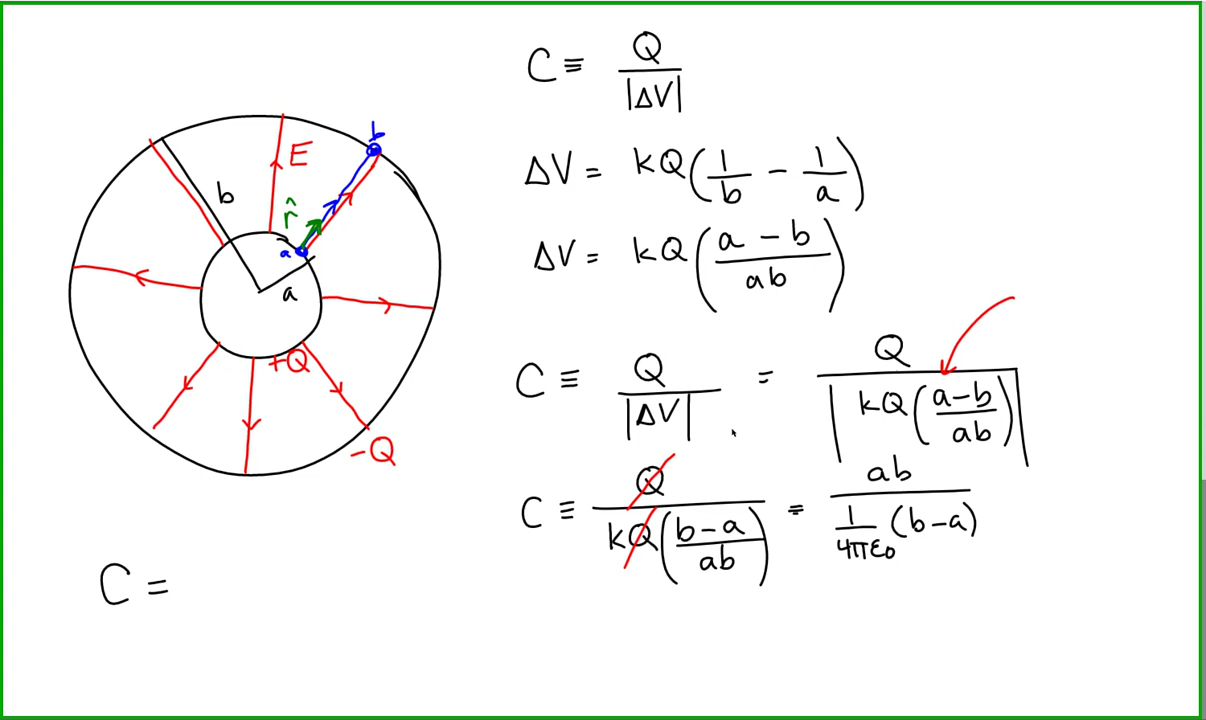 C ≡ Q / |ΔV|
ΔV = kQ(1/b − 1/a)
ΔV = kQ((a − b)/ab)
C ≡ Q / |ΔV| = Q / |kQ((a−b)/ab)|
C ≡ Q / kQ((b−a)/ab) = ab / (1/4πε₀ (b−a))
b
E
b
r̂
a
a
+Q
−Q
C =